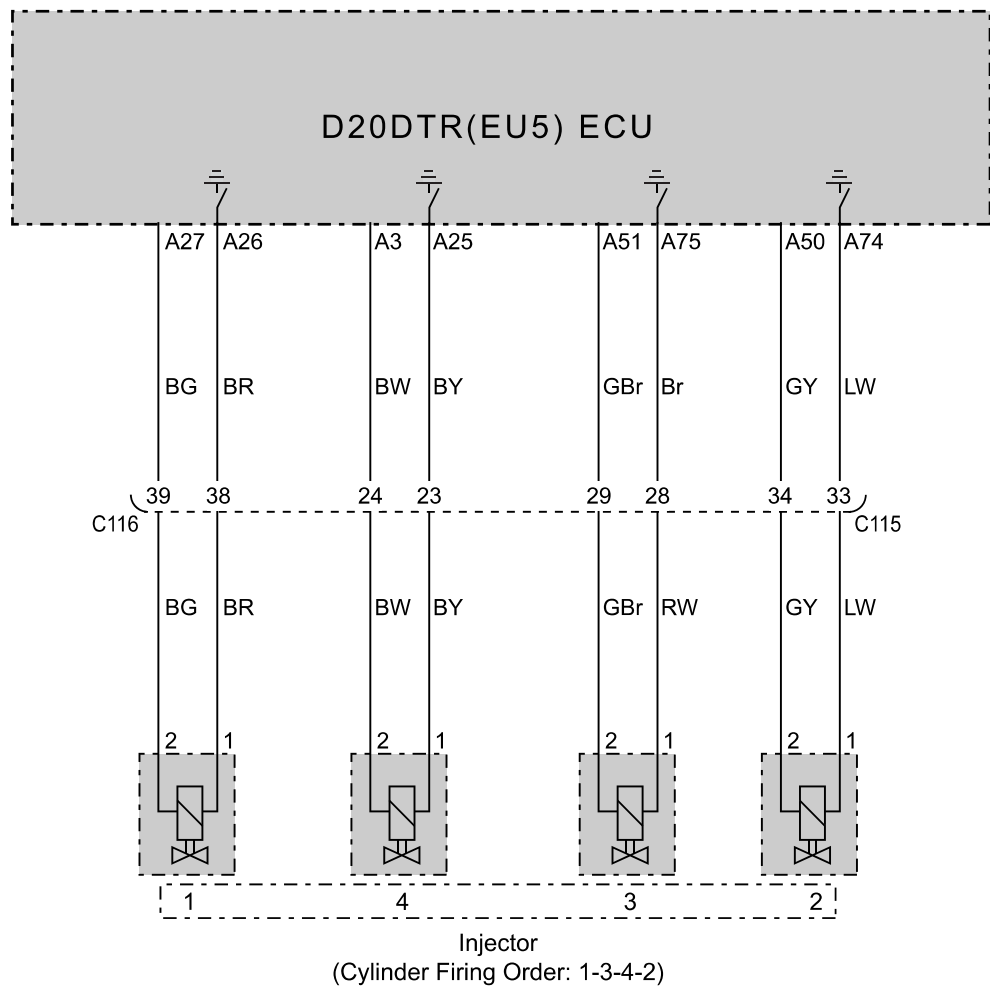 D20DTR(EU5) ECU
A27 A26 A3 A25 A51 A75 A50 A74
BG BR BW BY GBr Br GY LW
39 38 24 23 29 28 34 33
C116 C115
BG BR BW BY GBr RW GY LW
2 1 2 1 2 1 2 1
1 4 3 2
Injector
(Cylinder Firing Order: 1-3-4-2)